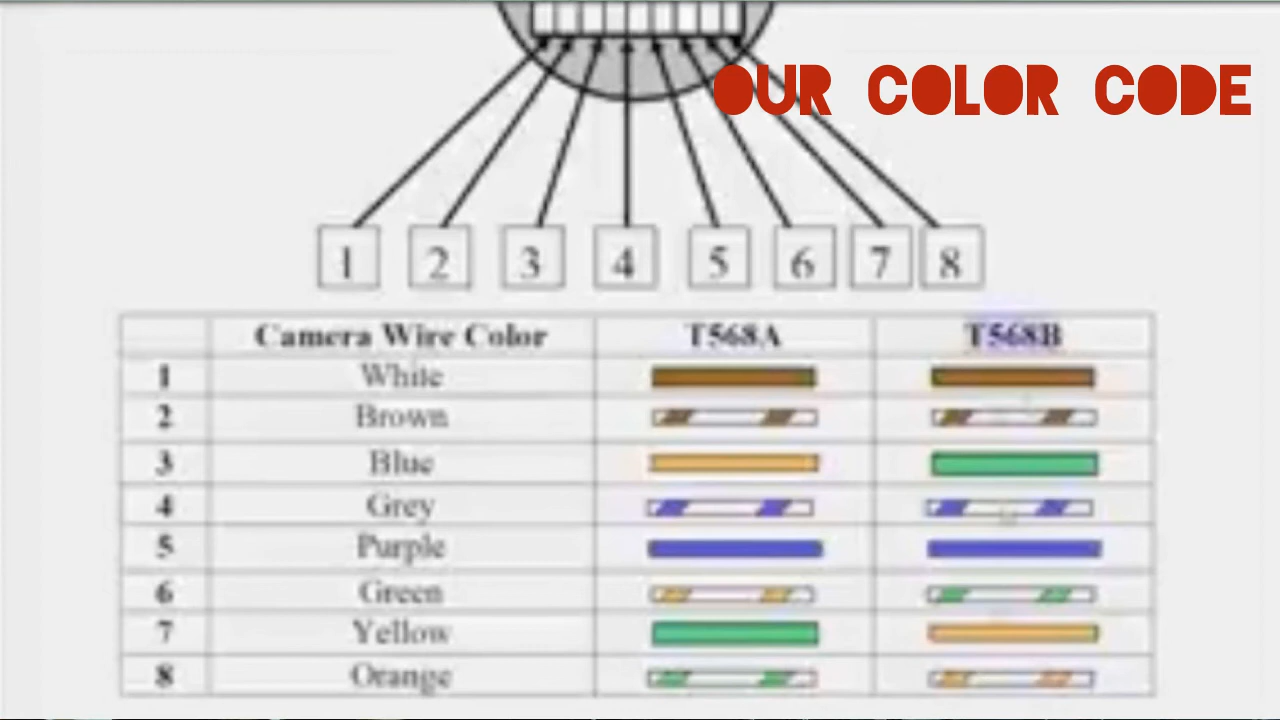 OUR COLOR CODE
1 2 3 4 5 6 7 8
Camera Wire Color T568A T568B
1 White
2 Brown
3 Blue
4 Grey
5 Purple
6 Green
7 Yellow
8 Orange